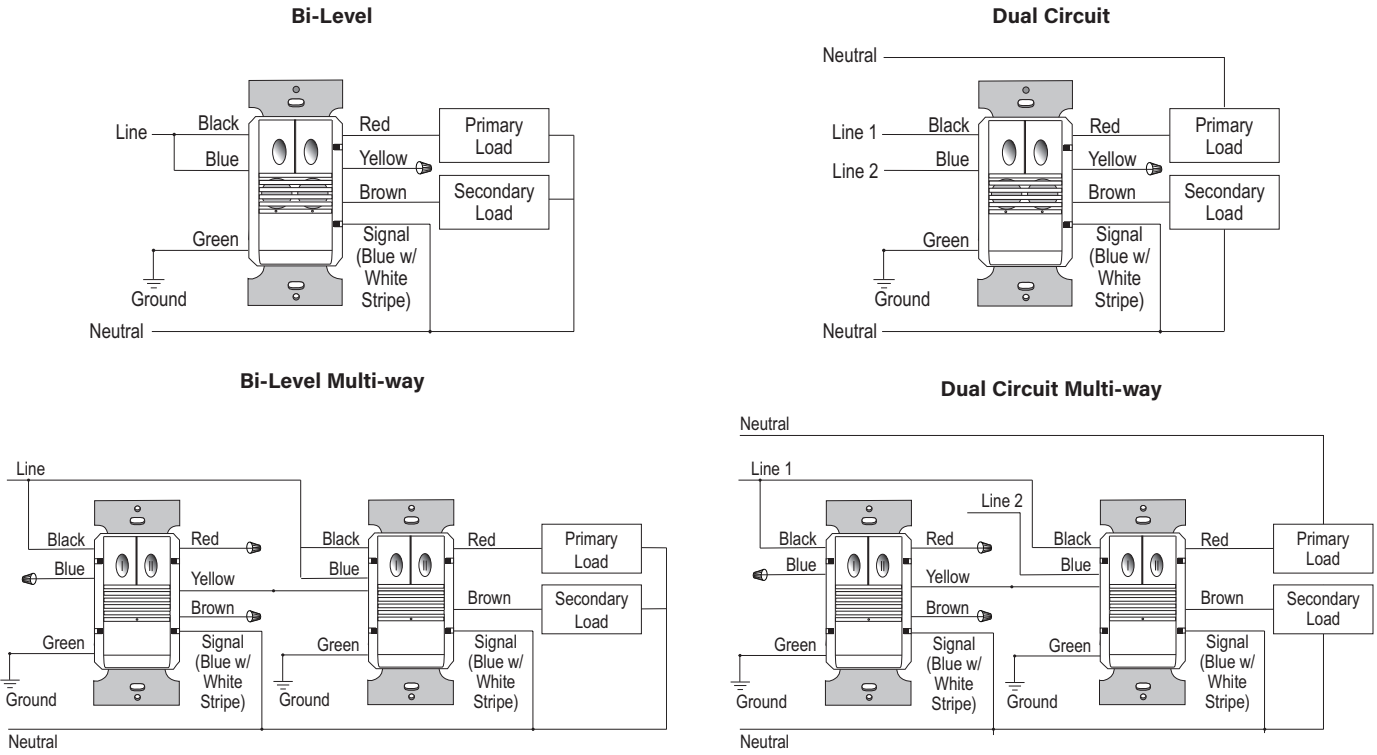 Bi-Level
Line
Black
Blue
Green
Ground
Neutral
Red
Yellow
Brown
Signal
(Blue w/
White
Stripe)
Primary
Load
Secondary
Load
Dual Circuit
Neutral
Line 1
Line 2
Black
Blue
Green
Ground
Neutral
Red
Yellow
Brown
Signal
(Blue w/
White
Stripe)
Primary
Load
Secondary
Load
Bi-Level Multi-way
Line
Black
Blue
Green
Ground
Neutral
I
II
Red
Yellow
Brown
Signal
(Blue w/
White
Stripe)
Black
Blue
Green
Ground
I
II
Red
Brown
Signal
(Blue w/
White
Stripe)
Primary
Load
Secondary
Load
Dual Circuit Multi-way
Neutral
Line 1
Line 2
Black
Blue
Green
Ground
Neutral
I
II
Red
Yellow
Brown
Signal
(Blue w/
White
Stripe)
Black
Blue
Green
Ground
I
II
Red
Brown
Signal
(Blue w/
White
Stripe)
Primary
Load
Secondary
Load